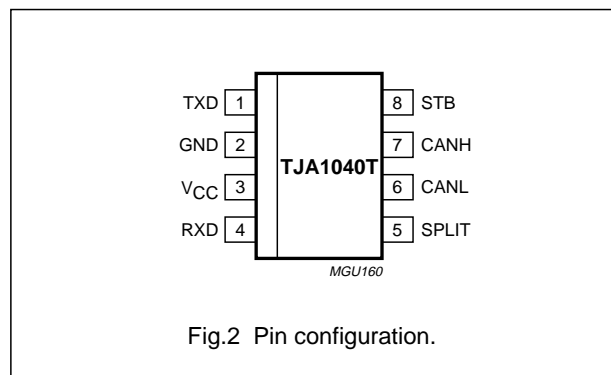 TXD 1 8 STB
GND 2 7 CANH
TJA1040T
VCC 3 6 CANL
RXD 4 5 SPLIT
MGU160
Fig.2 Pin configuration.